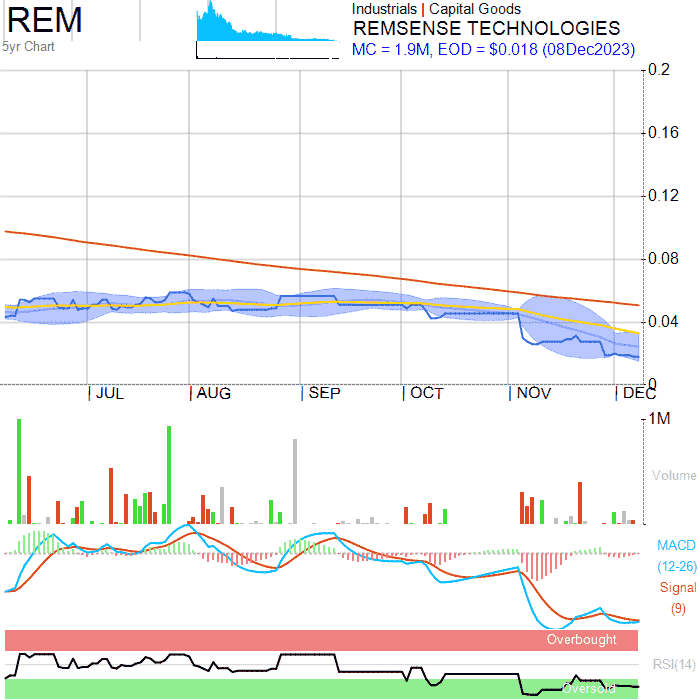 REM
5yr Chart
Industrials | Capital Goods
REMSENSE TECHNOLOGIES
MC = 1.9M, EOD = $0.018 (08Dec2023)
0.2
0.16
0.12
0.08
0.04
0
JUL AUG SEP OCT NOV DEC
1M
Volume
MACD
(12-26)
Signal
(9)
Overbought
RSI(14)
Oversold